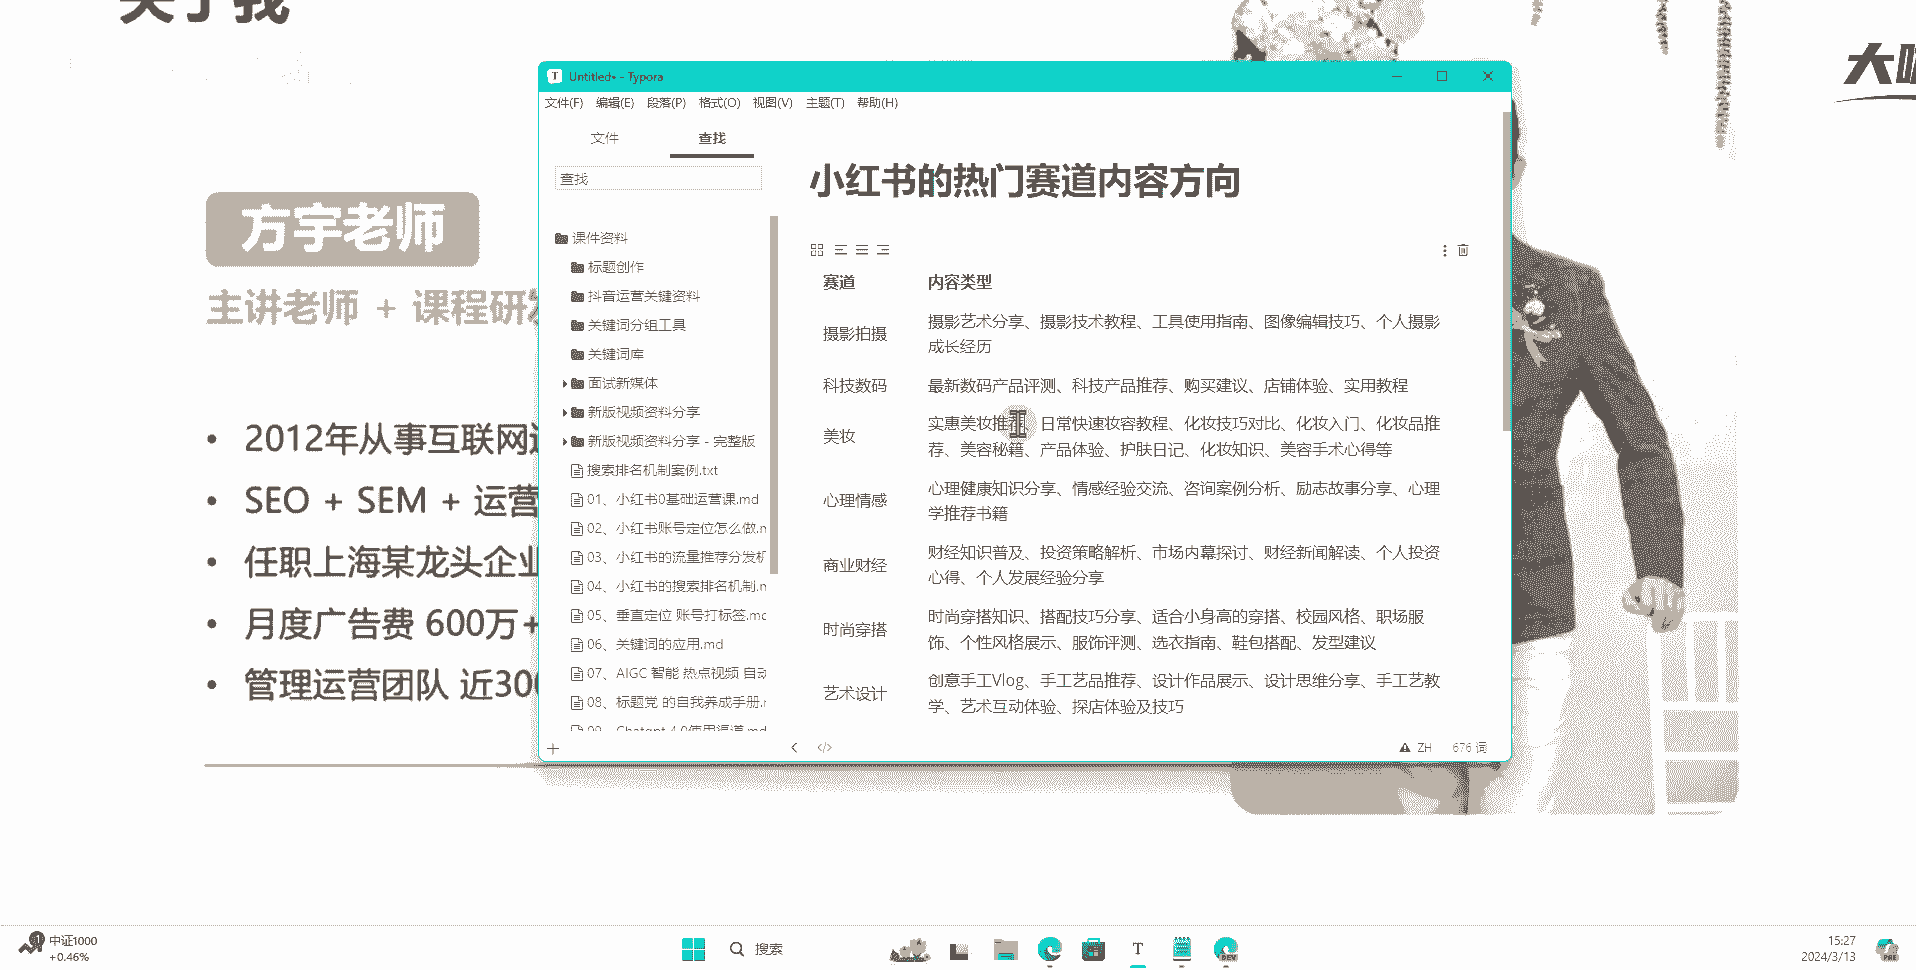 关于我
方宇老师
主讲老师 + 课程研
2012年从事互联网
SEO + SEM + 运营
任职上海某龙头企业
月度广告费 600万+
管理运营团队 近300
Untitled• - Typora
文件(F) 编辑(E) 段落(P) 格式(O) 视图(V) 主题(T) 帮助(H)
文件 查找
查找
课件资料
标题创作
抖音运营关键资料
关键词分组工具
关键词库
面试新媒体
新版视频资料分享
新版视频资料分享 - 完整版
搜索排名机制案例.txt
01、小红书0基础运营课.md
02、小红书账号定位怎么做.m
03、小红书的流量推荐分发机
04、小红书的搜索排名机制.m
05、垂直定位 账号打标签.mc
06、关键词的应用.md
07、AIGC 智能 热点视频 自动
08、标题党 的自我养成手册.r
09、Chatgpt 4.0使用渠道.md
小红书的热门赛道内容方向
赛道 内容类型
摄影拍摄 摄影艺术分享、摄影技术教程、工具使用指南、图像编辑技巧、个人摄影
成长经历
科技数码 最新数码产品评测、科技产品推荐、购买建议、店铺体验、实用教程
美妆 实惠美妆推荐、日常快速妆容教程、化妆技巧对比、化妆入门、化妆品推
荐、美容秘籍、产品体验、护肤日记、化妆知识、美容手术心得等
心理情感 心理健康知识分享、情感经验交流、咨询案例分析、励志故事分享、心理
学推荐书籍
商业财经 财经知识普及、投资策略解析、市场内幕探讨、财经新闻解读、个人投资
心得、个人发展经验分享
时尚穿搭 时尚穿搭知识、搭配技巧分享、适合小身高的穿搭、校园风格、职场服
饰、个性风格展示、服饰评测、选衣指南、鞋包搭配、发型建议
艺术设计 创意手工Vlog、手工艺品推荐、设计作品展示、设计思维分享、手工艺教
学、艺术互动体验、探店体验及技巧
ZH 676 词
大
中证1000
+0.46%
搜索
15:27
2024/3/13